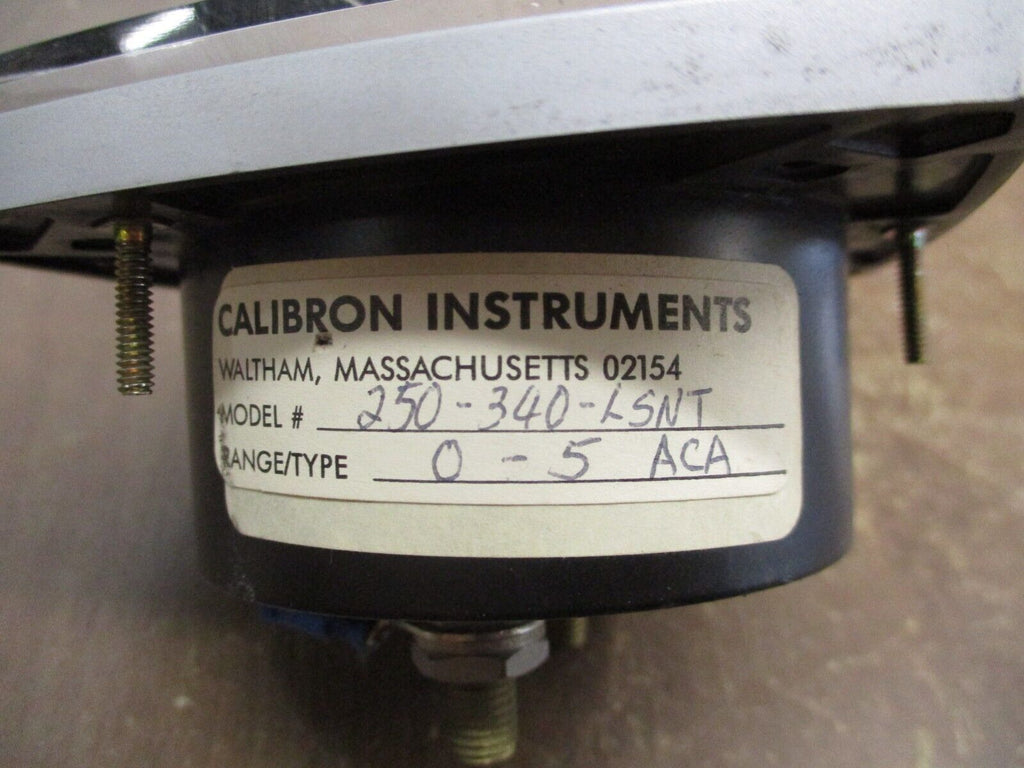 CALIBRON INSTRUMENTS
WALTHAM, MASSACHUSETTS 02154
MODEL # 250-340-LSNT
RANGE/TYPE 0-5 ACA